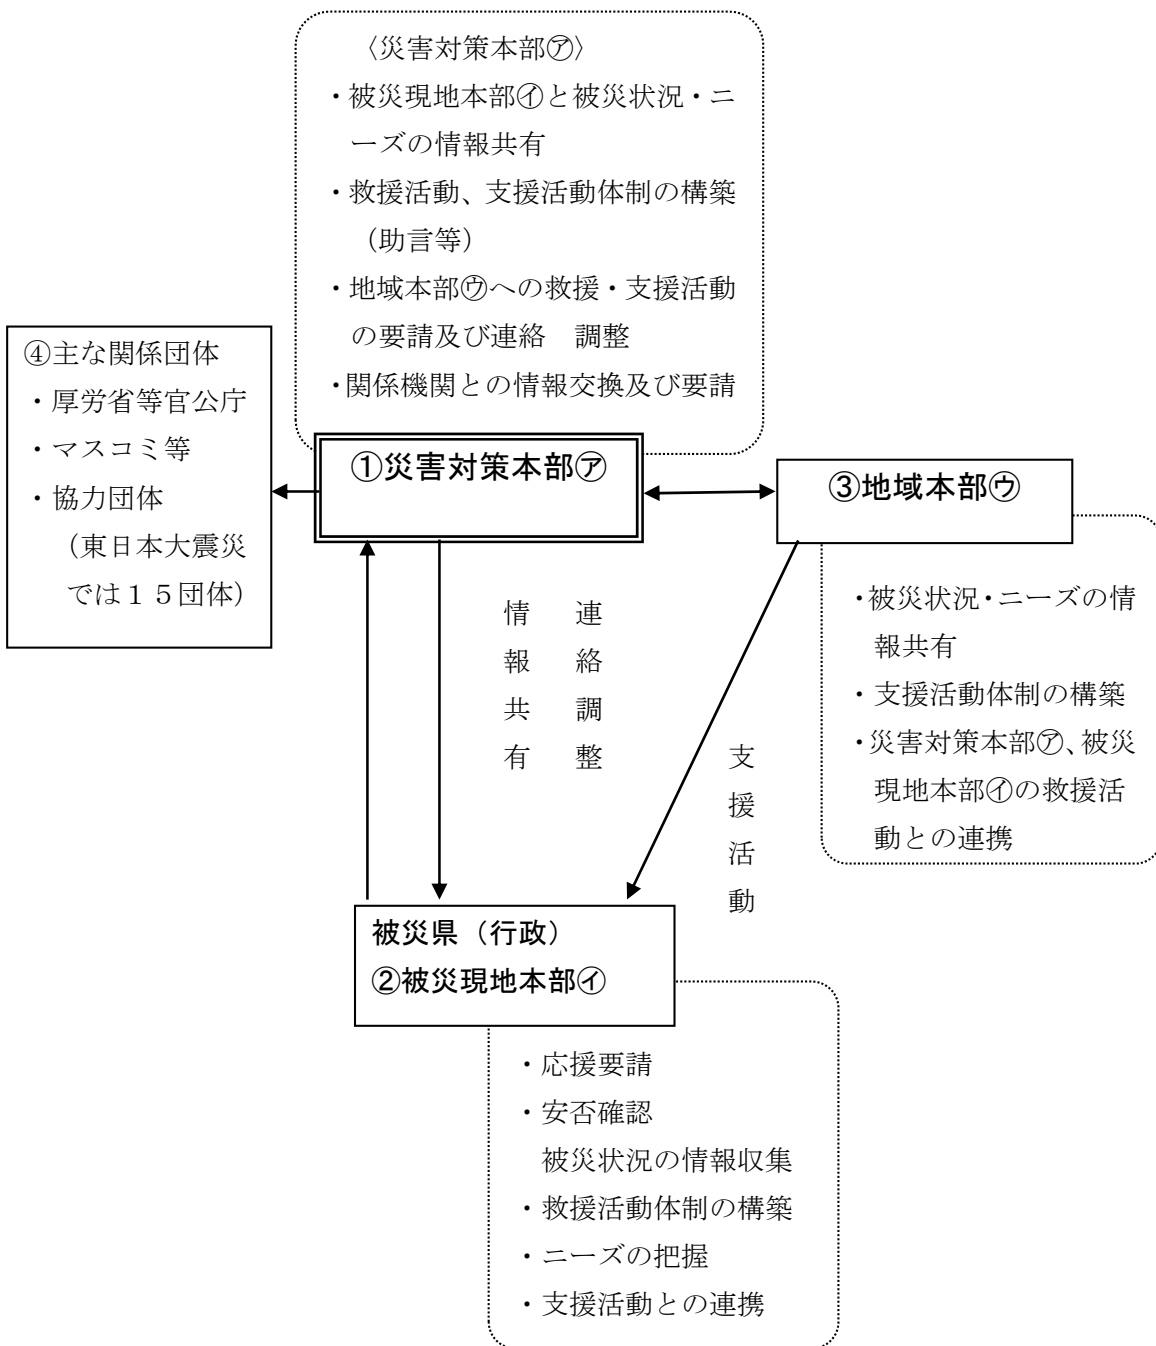 〈災害対策本部㋐〉
・被災現地本部㋑と被災状況・ニ
ーズの情報共有
・救援活動、支援活動体制の構築
（助言等）
・地域本部㋒への救援・支援活動
の要請及び連絡　調整
・関係機関との情報交換及び要請
④主な関係団体
・厚労省等官公庁
・マスコミ等
・協力団体
（東日本大震災
では１５団体）
①災害対策本部㋐
③地域本部㋒
・被災状況・ニーズの情
報共有
・支援活動体制の構築
・災害対策本部㋐、被災
現地本部㋑の救援活
動との連携
連絡調整
情報共有
支援活動
被災県（行政）
②被災現地本部㋑
・応援要請
・安否確認
被災状況の情報収集
・救援活動体制の構築
・ニーズの把握
・支援活動との連携